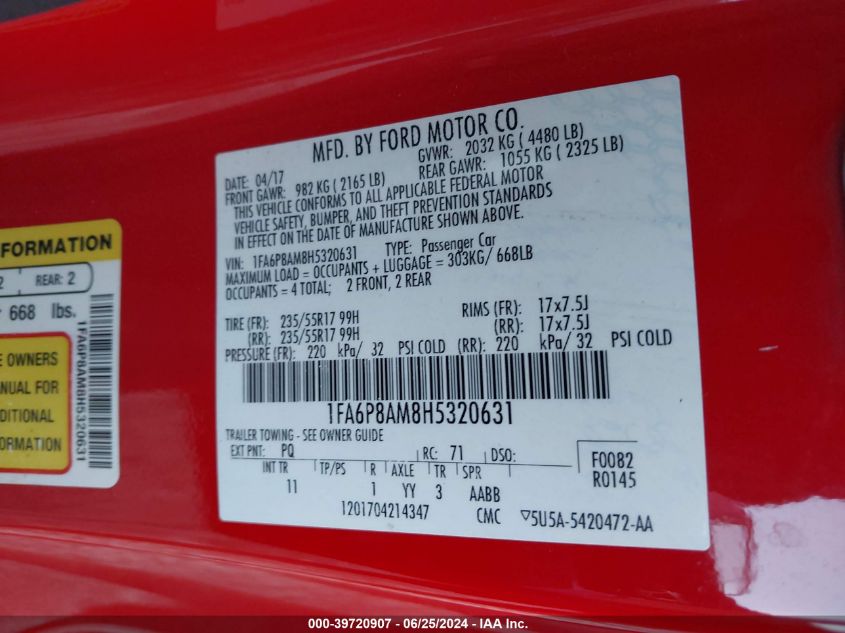 MFD. BY FORD MOTOR CO.
DATE: 04/17 GVWR: 2032 KG ( 4480 LB)
FRONT GAWR: 982 KG ( 2165 LB) REAR GAWR: 1055 KG ( 2325 LB)
THIS VEHICLE CONFORMS TO ALL APPLICABLE FEDERAL MOTOR
VEHICLE SAFETY, BUMPER, AND THEFT PREVENTION STANDARDS
IN EFFECT ON THE DATE OF MANUFACTURE SHOWN ABOVE.
VIN: 1FA6P8AM8H5320631 TYPE: Passenger Car
MAXIMUM LOAD = OCCUPANTS + LUGGAGE = 303KG/ 668LB
OCCUPANTS = 4 TOTAL; 2 FRONT, 2 REAR
TIRE (FR): 235/55R17 99H RIMS (FR): 17x7.5J
(RR): 235/55R17 99H (RR): 17x7.5J
PRESSURE (FR): 220 kPa/ 32 PSI COLD (RR): 220 kPa/ 32 PSI COLD
1FA6P8AM8H5320631
TRAILER TOWING - SEE OWNER GUIDE
EXT PNT: PQ RC: 71 DSO: F0082
INT TR TP/PS R AXLE TR SPR R0145
11 1 YY 3 AABB
1201704214347 CMC ▽5U5A-5420472-AA
FORMATION
2 REAR: 2
668 lbs.
E OWNERS
ANUAL FOR
DITIONAL
ORMATION
1FA6P8AM8H5320631
000-39720907 - 06/25/2024 - IAA Inc.